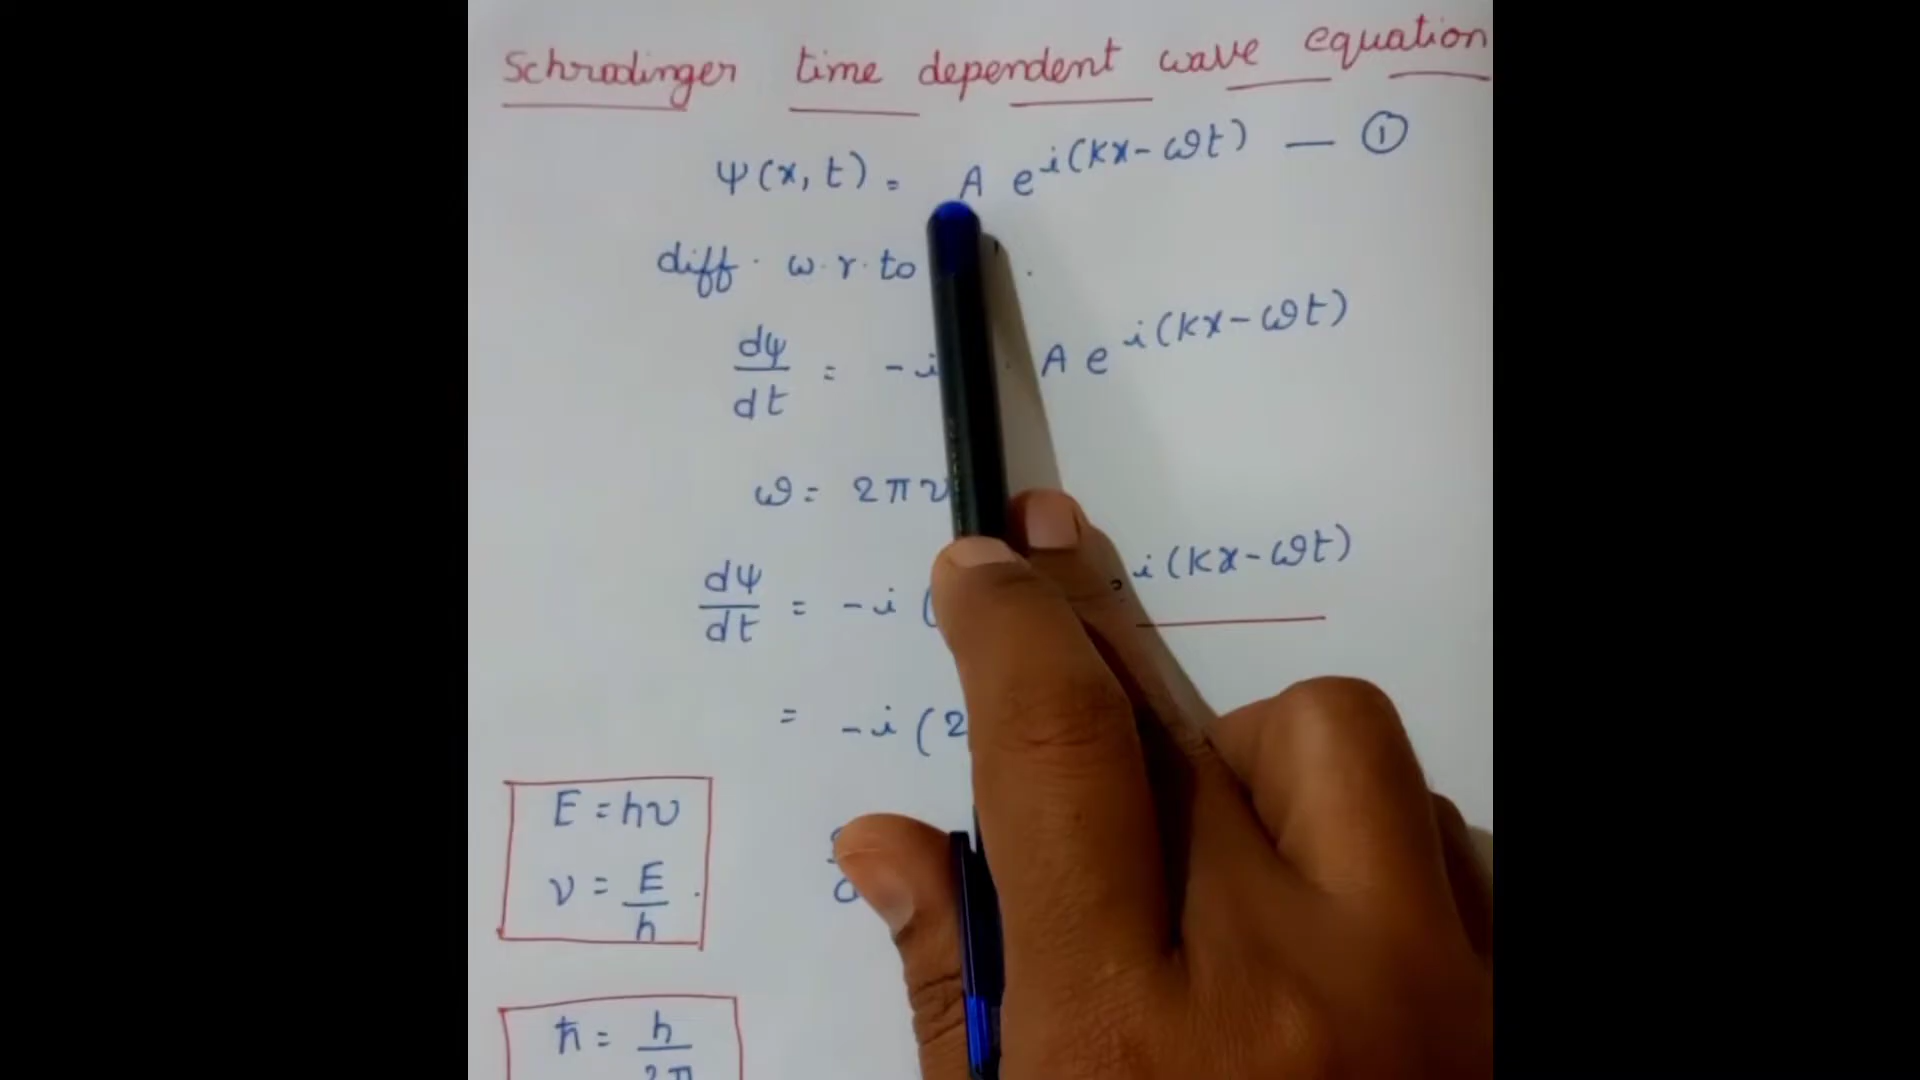 Schrodinger time dependent wave equation
ψ(x, t) = A e^i(kx-ωt) — ①
diff. w.r.to
dψ/dt = -i A e^i(kx-ωt)
ω = 2πν
dψ/dt = -i ( i(kx-ωt)
= -i (2
E = hν
ν = E/h
ħ = h/2π